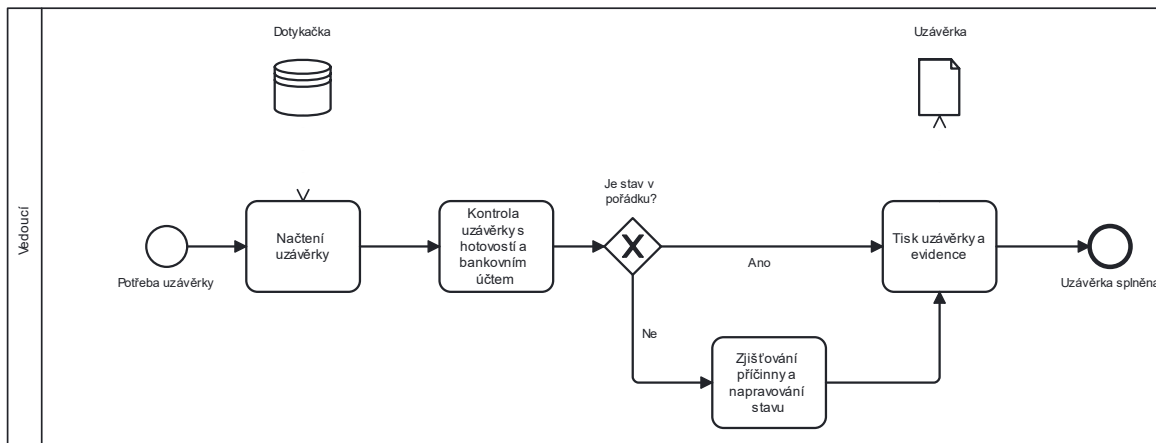 Dotykačka
Uzávěrka
Vedoucí
Je stav v
pořádku?
Načtení
uzávěrky
Kontrola
uzávěrky s
hotovostí a
bankovním
účtem
Tisk uzávěrky a
evidence
Ano
Potřeba uzávěrky
Uzávěrka splněna
Ne
Zjišťování
příčinny a
napravování
stavu